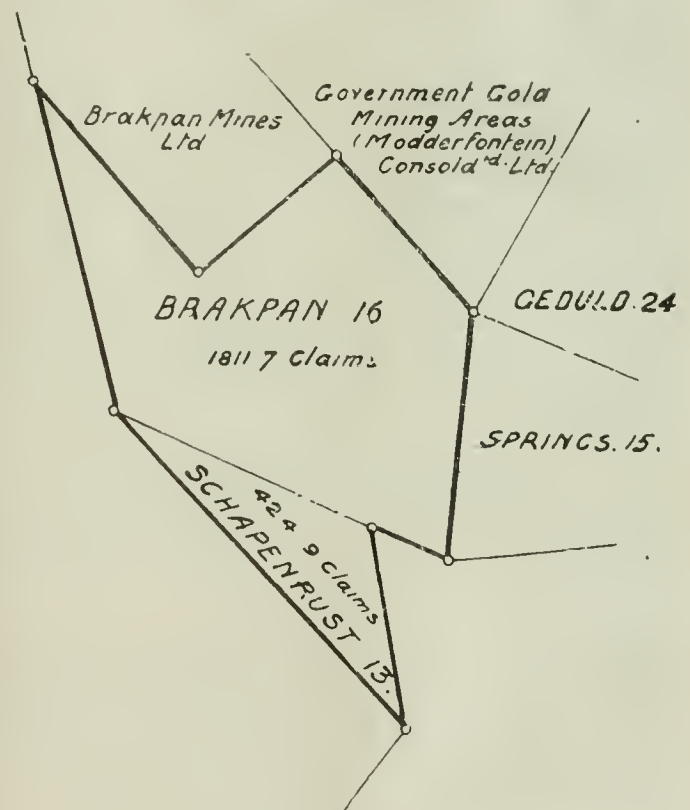 Brakpan Mines
Ltd
Government Gold
Mining Areas
(Modderfontein)
Consold rd. Ltd.
BRAKPAN 16
1811 7 Claims
GEDULD. 24
SPRINGS. 15.
424 9 Claims
SCHAPENRUST 13.